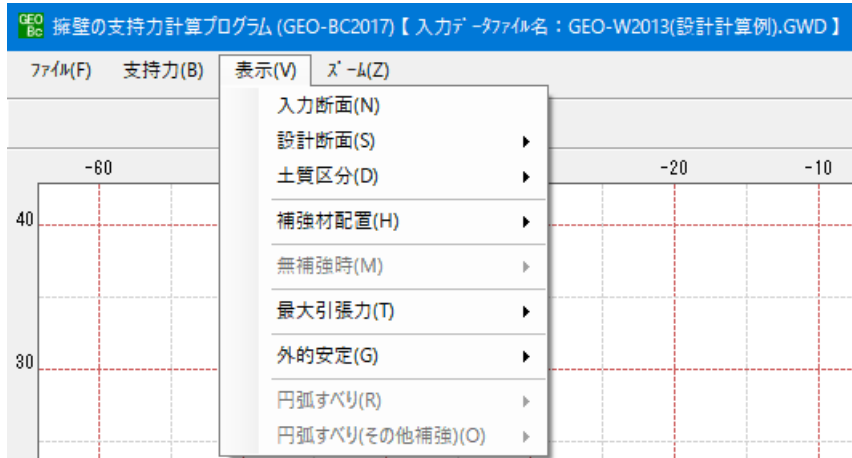 GEO
Bc 擁壁の支持力計算プログラム (GEO-BC2017)【 入力ﾃﾞｰﾀﾌｧｲﾙ名：GEO-W2013(設計計算例).GWD 】
ﾌｧｲﾙ(F) 支持力(B) 表示(V) ｽﾞｰﾑ(Z)
入力断面(N)
設計断面(S)
土質区分(D)
補強材配置(H)
無補強時(M)
最大引張力(T)
外的安定(G)
円弧すべり(R)
円弧すべり(その他補強)(O)
-60 -20 -10
40
30